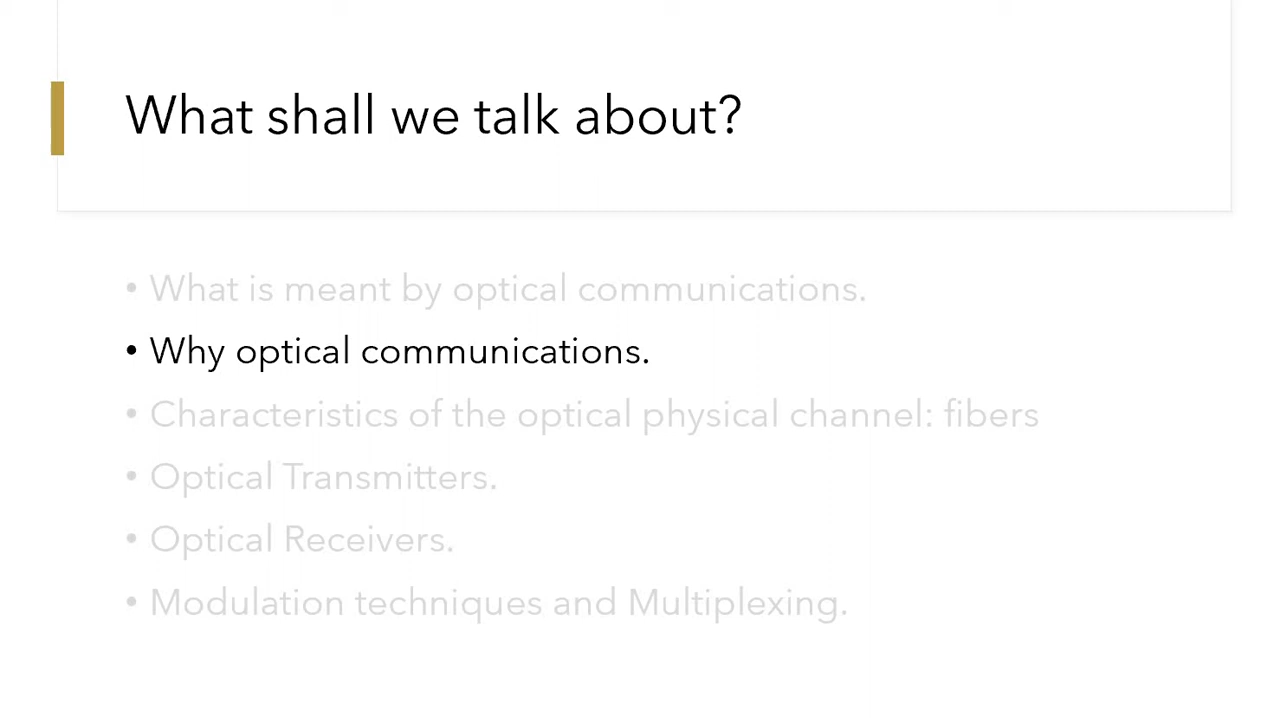 What shall we talk about?
• What is meant by optical communications.
• Why optical communications.
• Characteristics of the optical physical channel: fibers
• Optical Transmitters.
• Optical Receivers.
• Modulation techniques and Multiplexing.